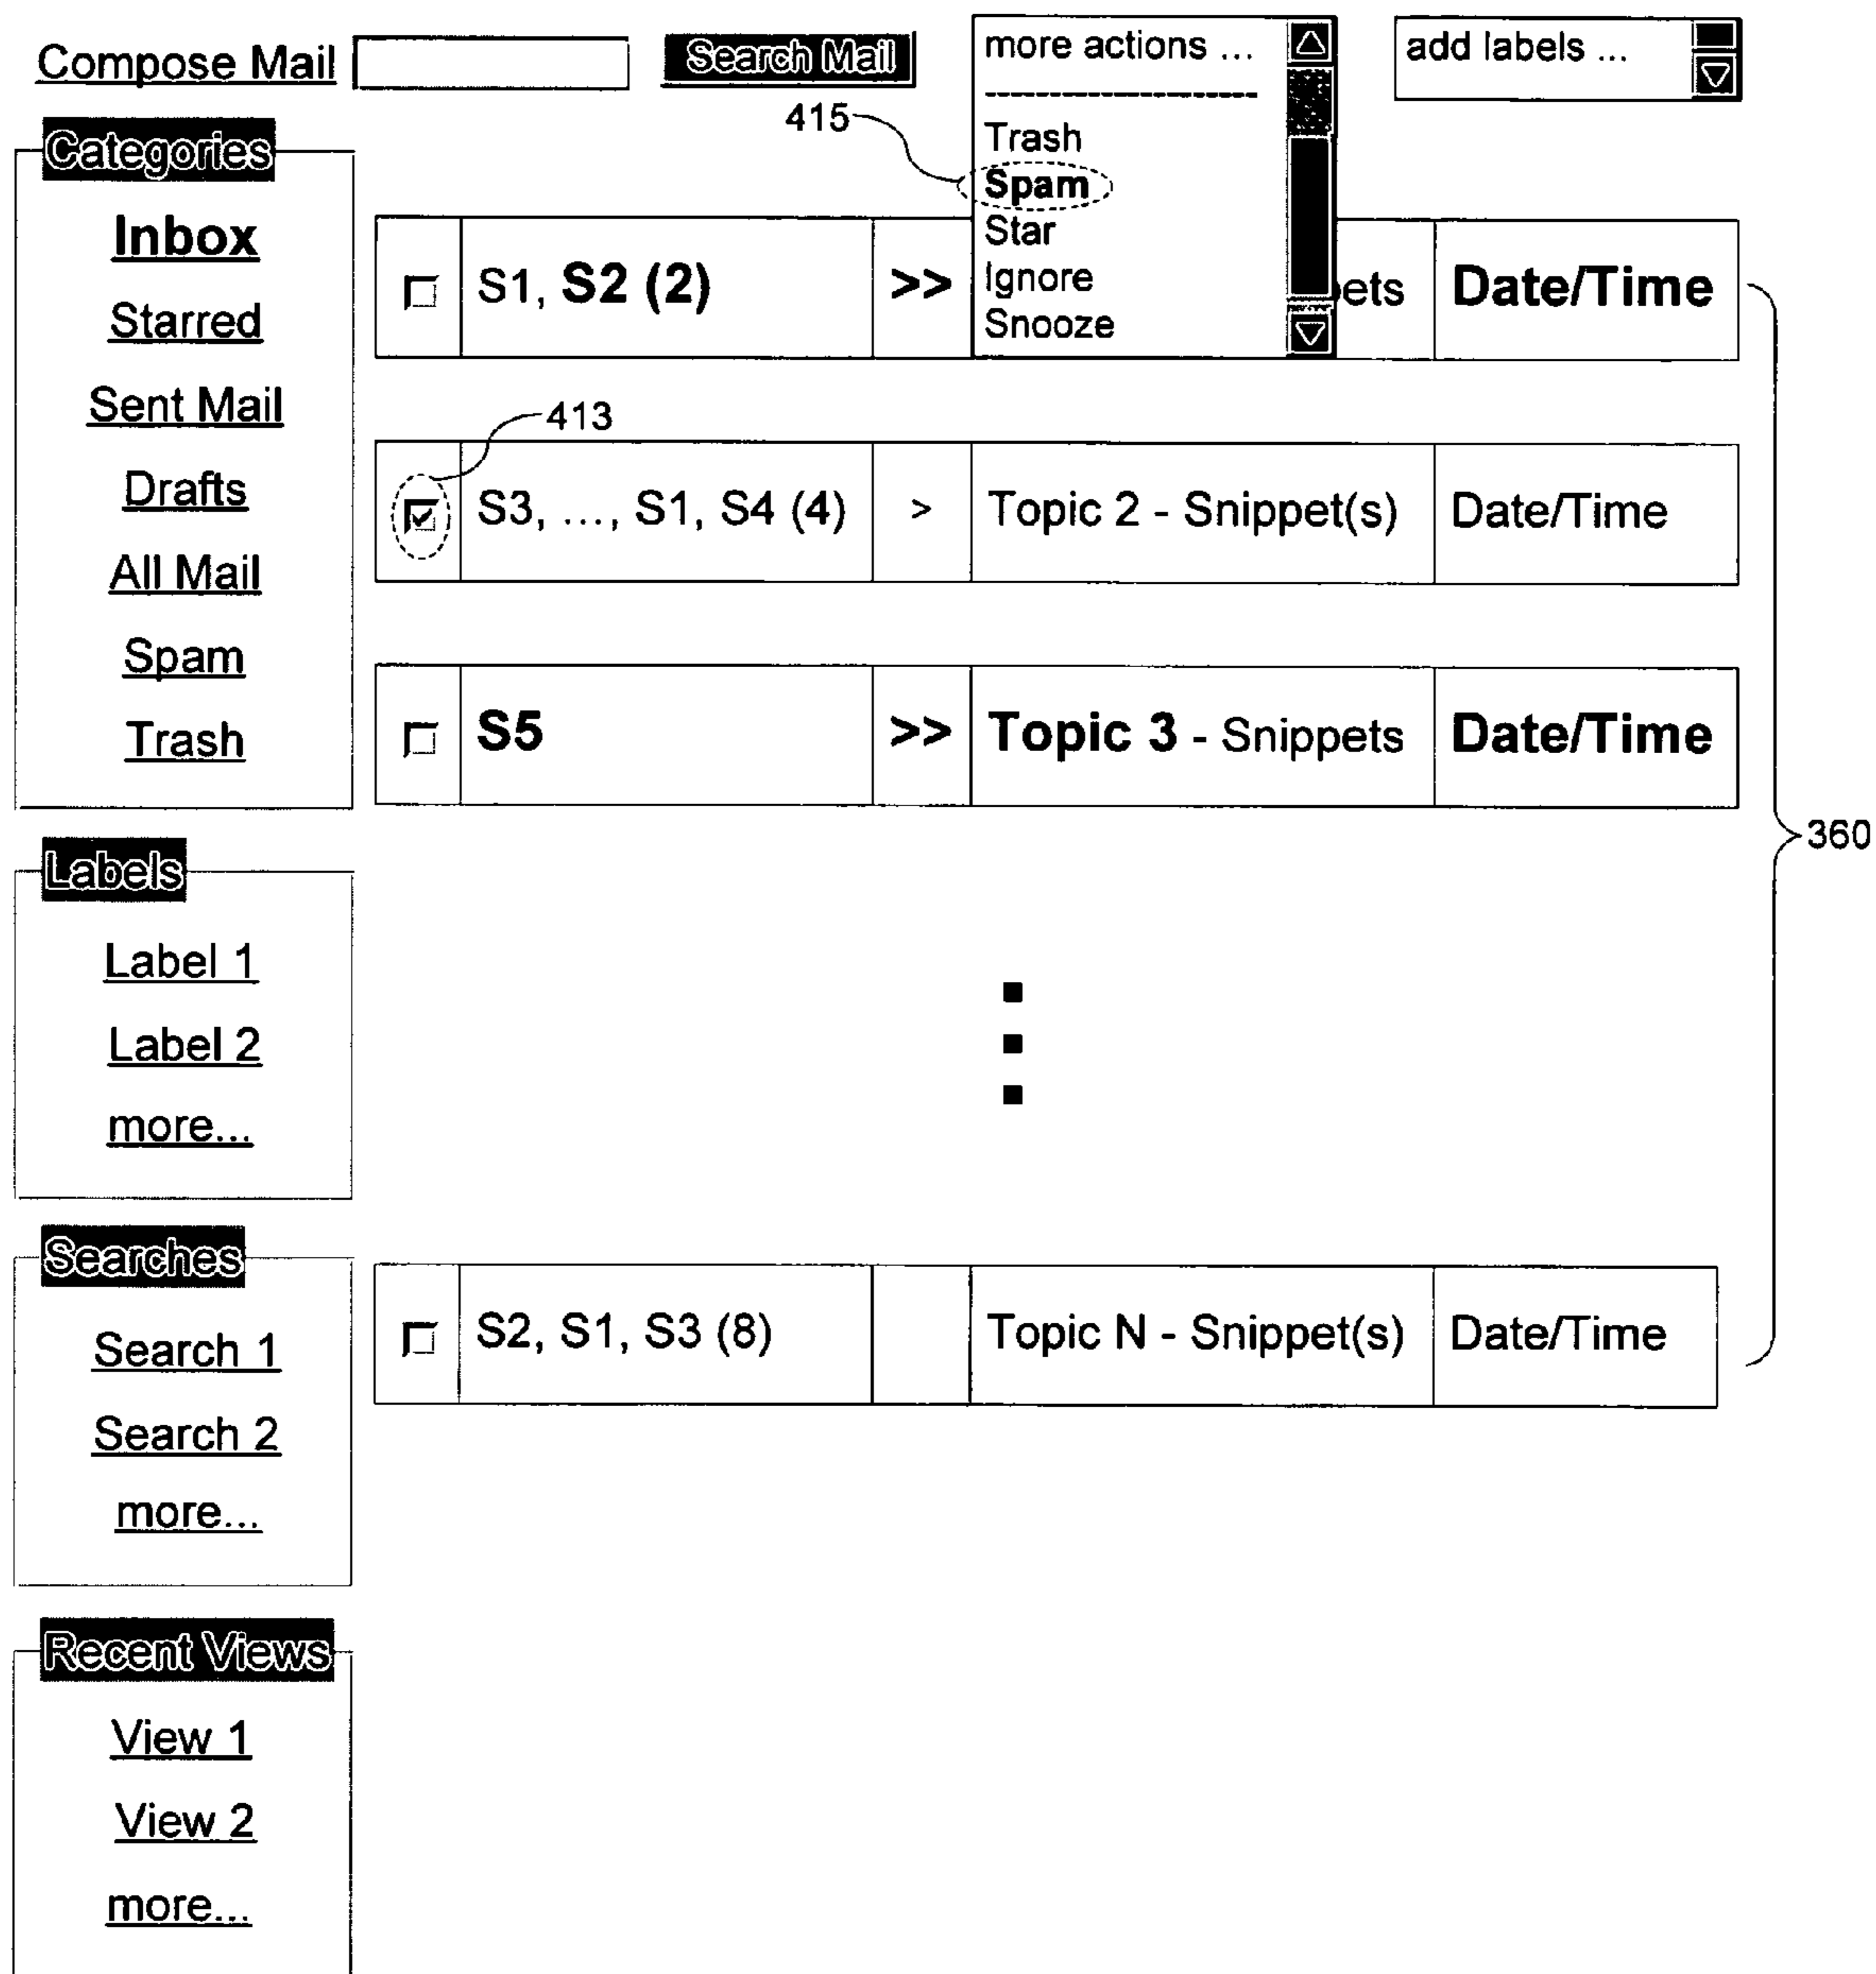 Compose Mail
Search Mail
more actions ...
add labels ...
--------------------
415
Trash
Spam
Star
Ignore
Snooze
Categories
Inbox
Starred
Sent Mail
Drafts
All Mail
Spam
Trash
S1, S2 (2) >> ets Date/Time
413
S3, ..., S1, S4 (4) > Topic 2 - Snippet(s) Date/Time
S5 >> Topic 3 - Snippets Date/Time
360
Labels
Label 1
Label 2
more...
Searches
Search 1
Search 2
more...
S2, S1, S3 (8) Topic N - Snippet(s) Date/Time
Recent Views
View 1
View 2
more...